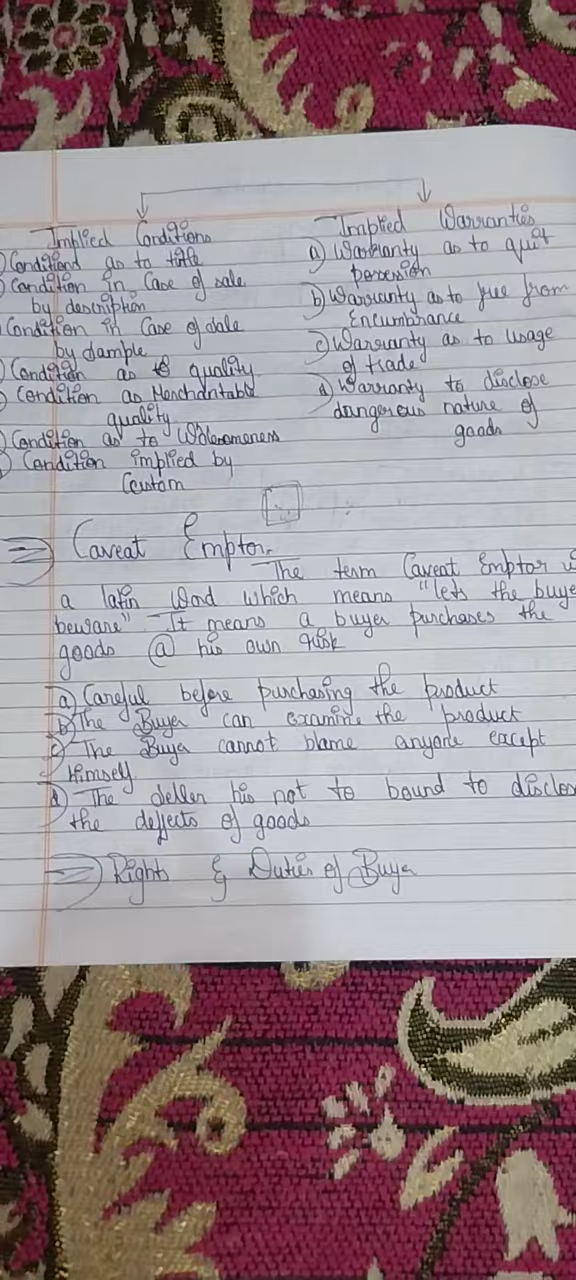 Implied Conditions
Condition as to title
Condition in Case of sale
by description
Condition in Case of sale
by sample
Condition as to quality
Condition as Merchantable
quality
Condition as to Wolesomeness
Condition implied by
Custom
Implied Warranties
a) Warranty as to quit
possession
b) Warranty as to free from
Encumbrance
c) Warranty as to usage
of trade
d) Warranty to disclose
dangerous nature of
goods
Caveat Emptor.
The term Caveat Emptor is
a latin word which means "lets the buye
beware". It means a buyer purchases the
goods @ his own risk
a) Careful before purchasing the product
b) The Buyer can examine the product
c) The Buyer cannot blame anyone except
himself.
d) The seller his not to bound to disclos
the deffects of goods
Rights & Duties of Buyer